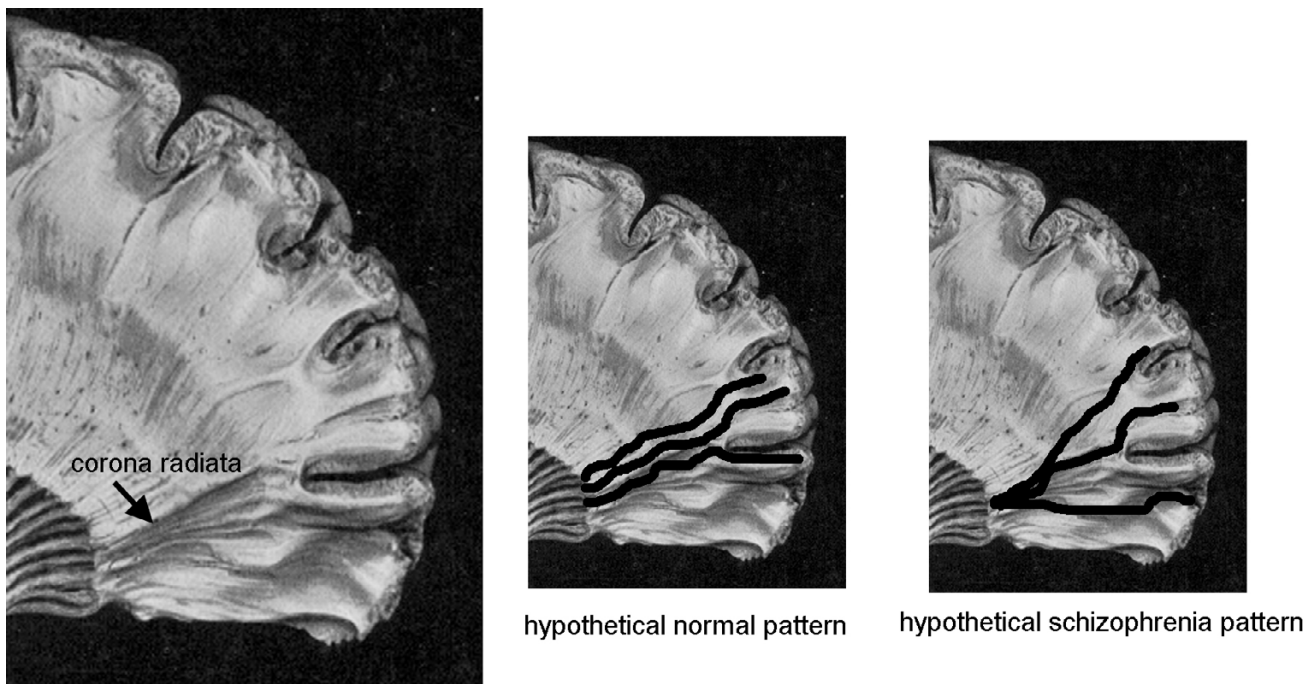 corona radiata
hypothetical normal pattern
hypothetical schizophrenia pattern